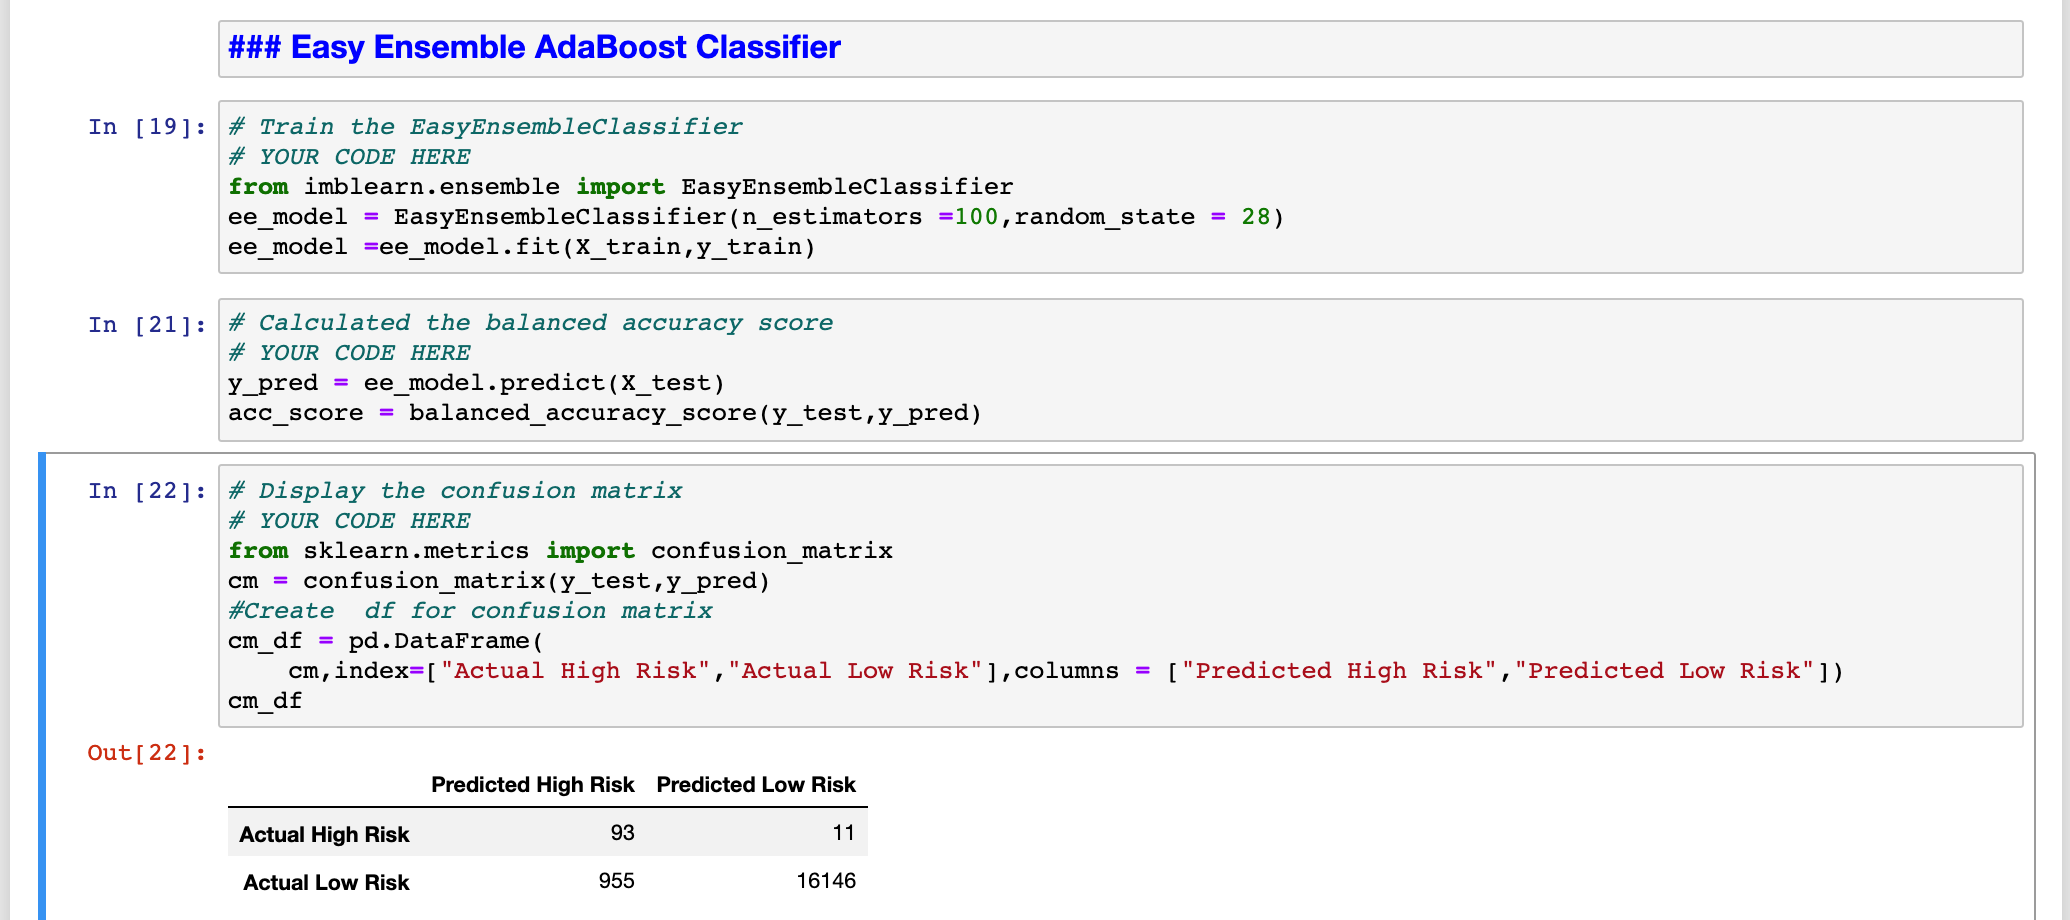 ### Easy Ensemble AdaBoost Classifier
In [19]:
# Train the EasyEnsembleClassifier
# YOUR CODE HERE
from imblearn.ensemble import EasyEnsembleClassifier
ee_model = EasyEnsembleClassifier(n_estimators =100,random_state = 28)
ee_model =ee_model.fit(X_train,y_train)
In [21]:
# Calculated the balanced accuracy score
# YOUR CODE HERE
y_pred = ee_model.predict(X_test)
acc_score = balanced_accuracy_score(y_test,y_pred)
In [22]:
# Display the confusion matrix
# YOUR CODE HERE
from sklearn.metrics import confusion_matrix
cm = confusion_matrix(y_test,y_pred)
#Create  df for confusion matrix
cm_df = pd.DataFrame(
    cm,index=["Actual High Risk","Actual Low Risk"],columns = ["Predicted High Risk","Predicted Low Risk"])
cm_df
Out[22]:
Predicted High Risk Predicted Low Risk
Actual High Risk 93 11
Actual Low Risk 955 16146